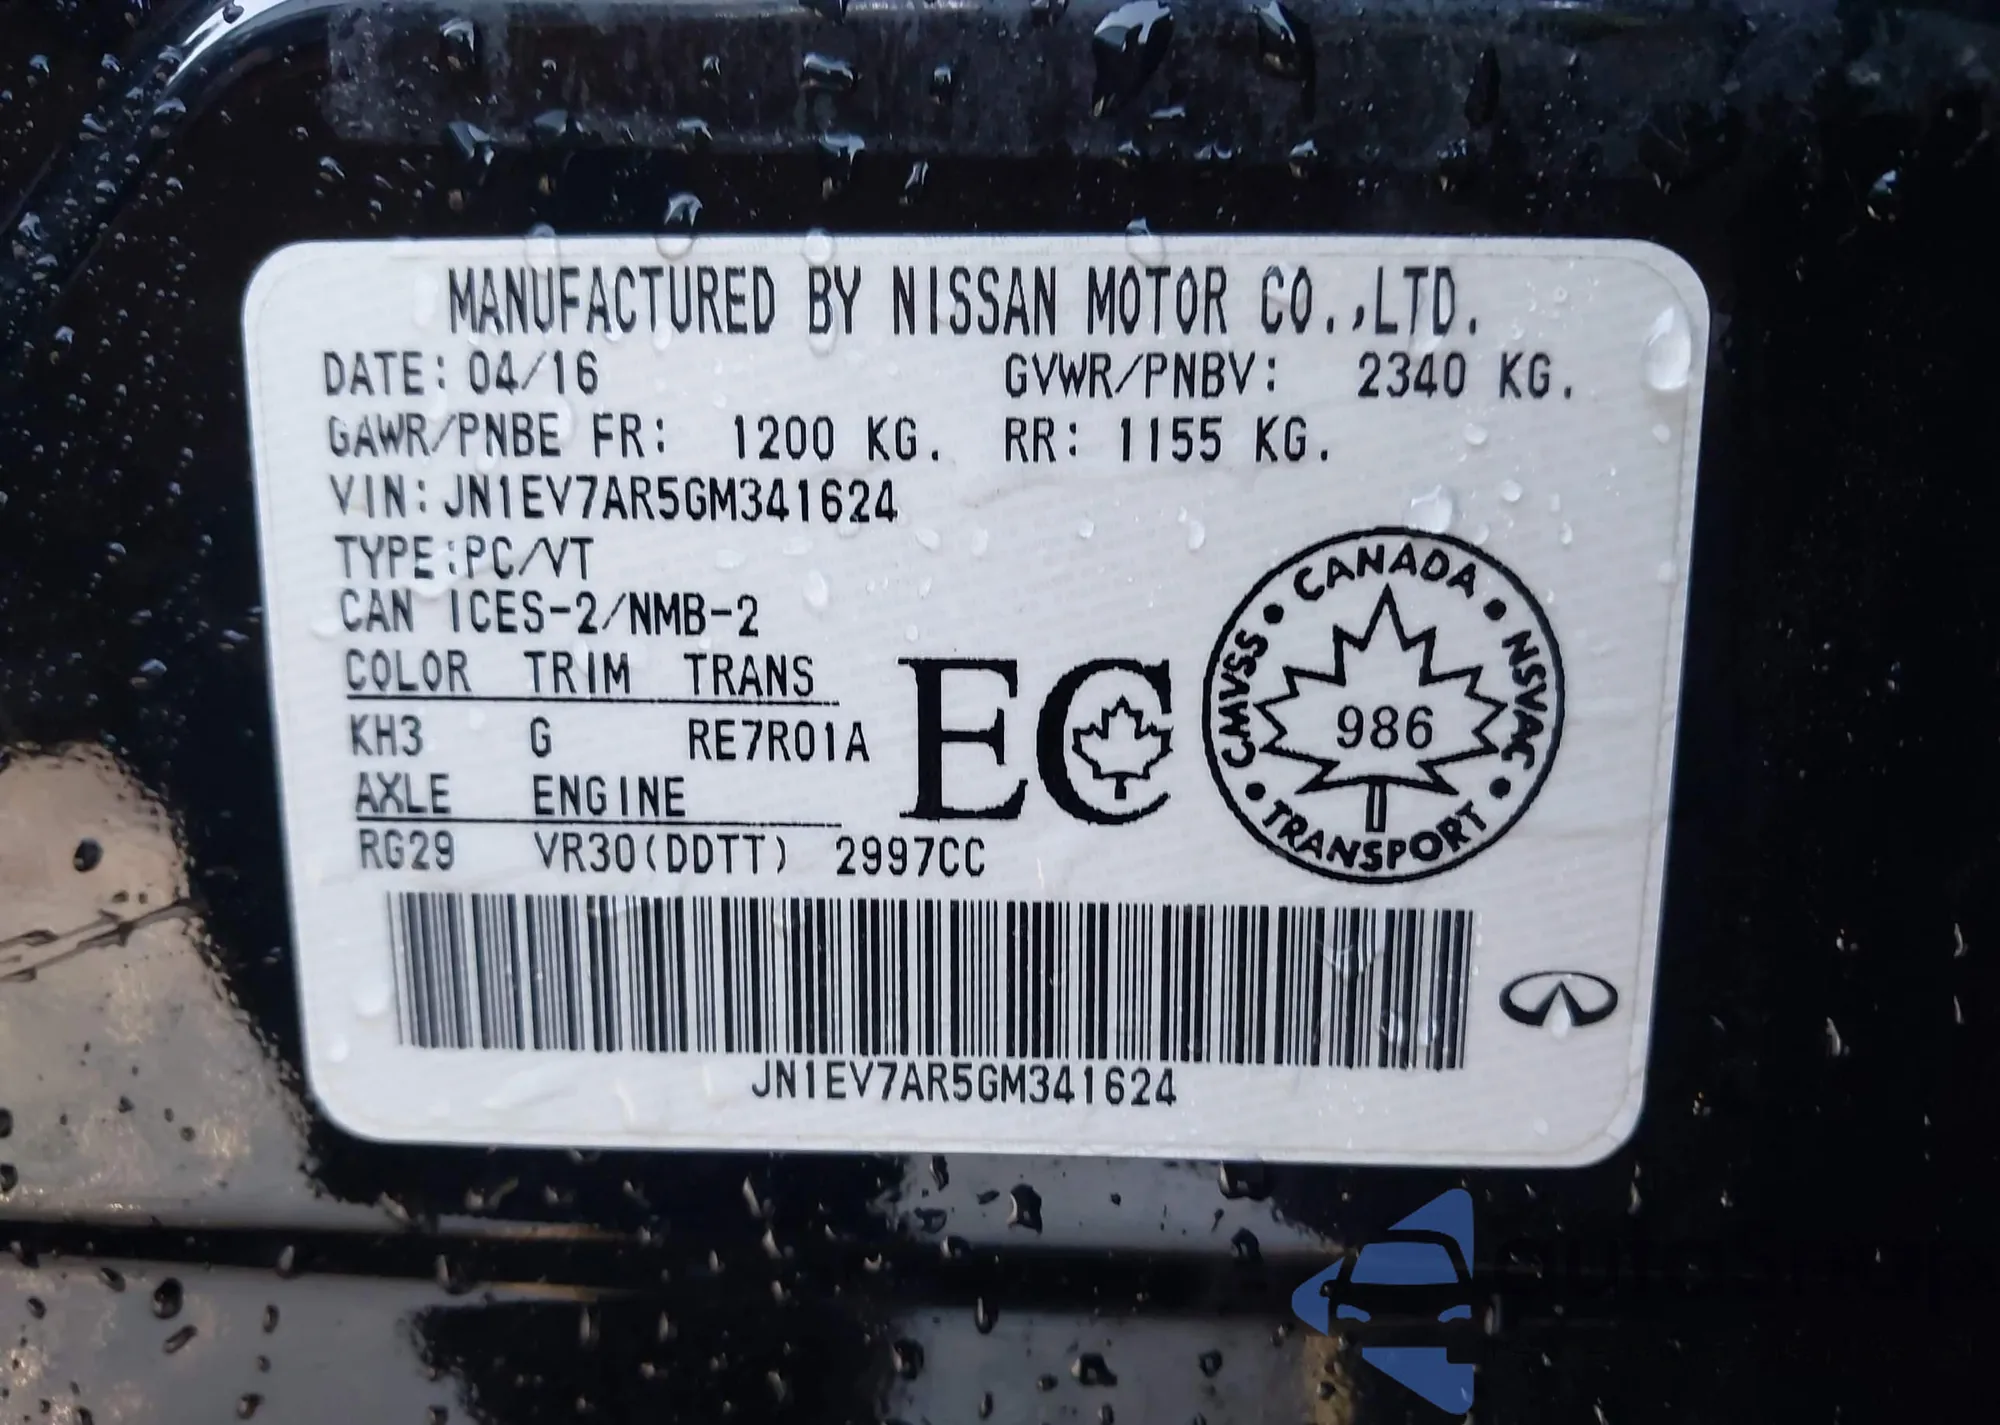 MANUFACTURED BY NISSAN MOTOR CO.,LTD.
DATE: 04/16 GVWR/PNBV: 2340 KG.
GAWR/PNBE FR: 1200 KG. RR: 1155 KG.
VIN: JN1EV7AR5GM341624
TYPE:PC/VT
CAN ICES-2/NMB-2
COLOR TRIM TRANS
KH3 G RE7R01A
AXLE ENGINE
RG29 VR30(DDTT) 2997CC
EC
CANADA
CMVSS
NSVAC
986
TRANSPORT
JN1EV7AR5GM341624